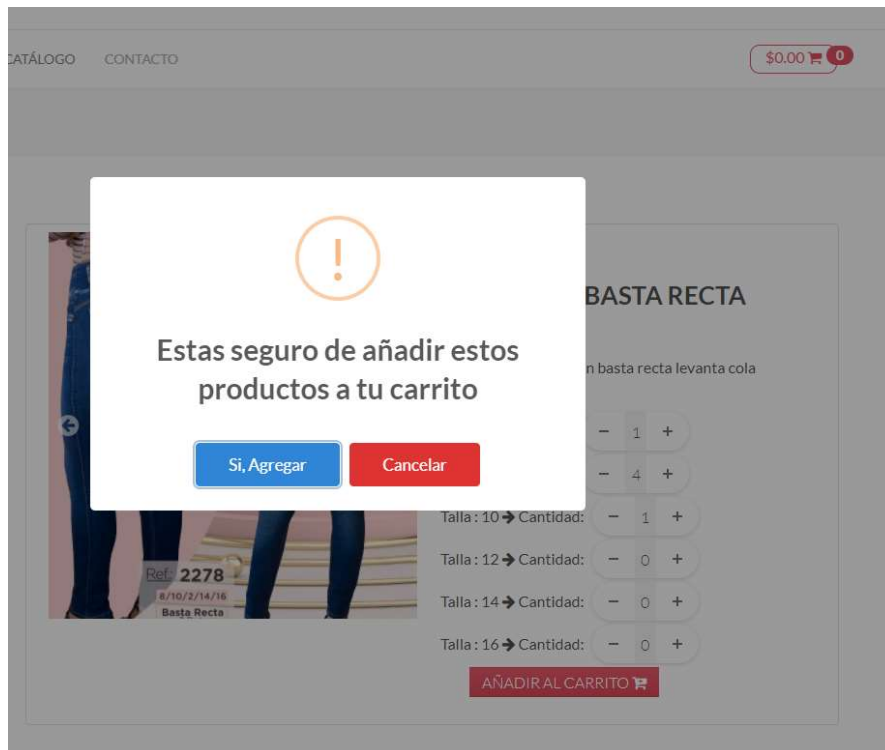 CATÁLOGO CONTACTO $0.00 0
Estas seguro de añadir estos
productos a tu carrito
Si, Agregar Cancelar
BASTA RECTA
basta recta levanta cola
- 1 +
- 4 +
Talla : 10 ➔ Cantidad: - 1 +
Talla : 12 ➔ Cantidad: - 0 +
Talla : 14 ➔ Cantidad: - 0 +
Talla : 16 ➔ Cantidad: - 0 +
AÑADIR AL CARRITO
Ref: 2278
8/10/2/14/16
Basta Recta